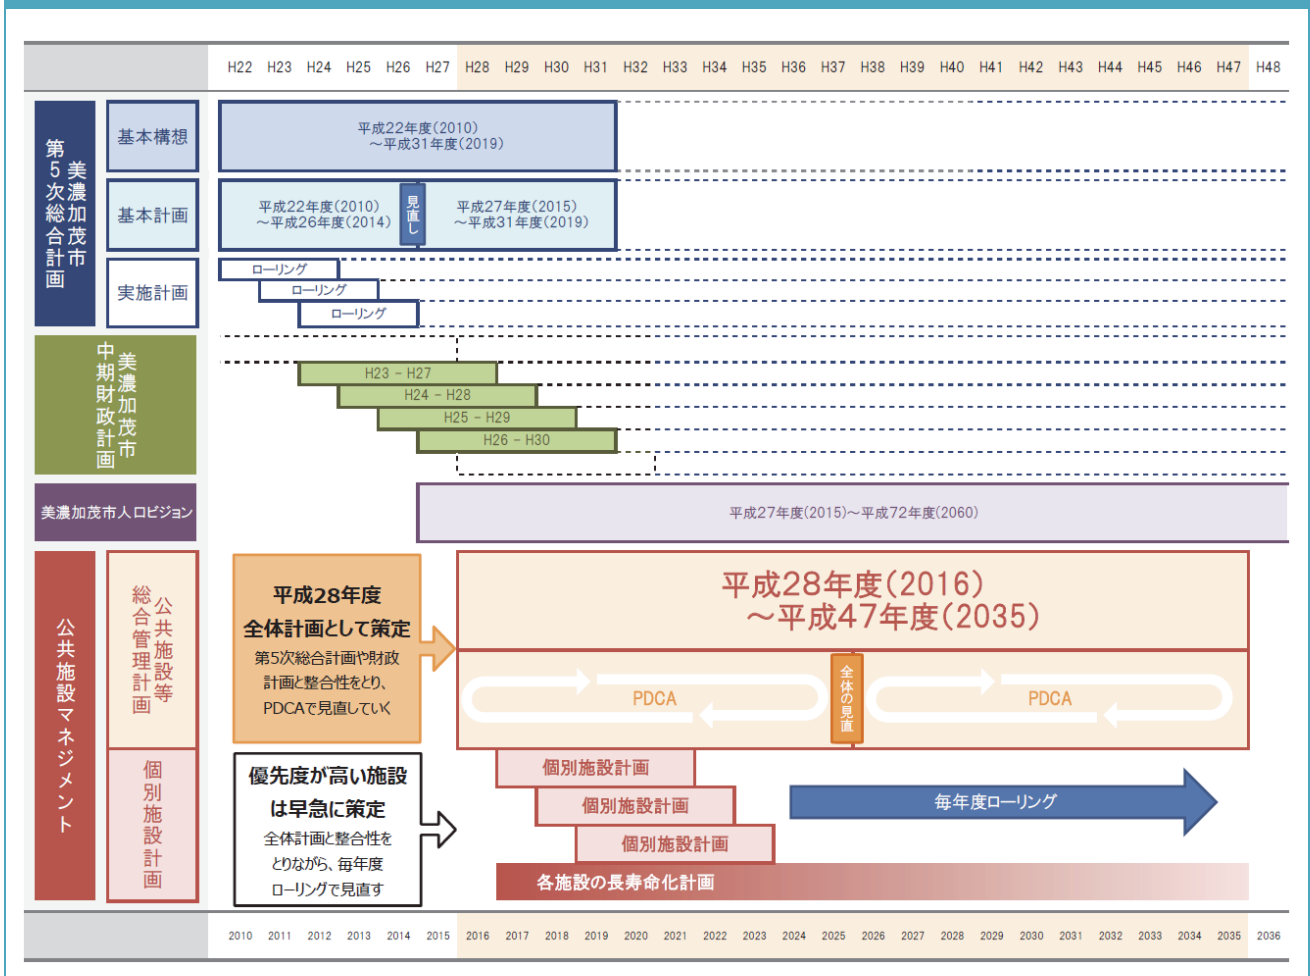 H22 H23 H24 H25 H26 H27 H28 H29 H30 H31 H32 H33 H34 H35 H36 H37 H38 H39 H40 H41 H42 H43 H44 H45 H46 H47 H48
美濃加茂市
第5次総合計画
基本構想
平成22年度(2010)
～平成31年度(2019)
基本計画
平成22年度(2010)
～平成26年度(2014)
見直し
平成27年度(2015)
～平成31年度(2019)
実施計画
ローリング
ローリング
ローリング
美濃加茂市
中期財政計画
H23 − H27
H24 − H28
H25 − H29
H26 − H30
美濃加茂市人口ビジョン
平成27年度(2015)～平成72年度(2060)
公共施設マネジメント
公共施設等
総合管理計画
平成28年度
全体計画として策定
第5次総合計画や財政
計画と整合性をとり、
PDCAで見直していく
平成28年度(2016)
～平成47年度(2035)
PDCA
全体の見直
PDCA
個別施設計画
優先度が高い施設
は早急に策定
全体計画と整合性を
とりながら、毎年度
ローリングで見直す
個別施設計画
個別施設計画
個別施設計画
毎年度ローリング
各施設の長寿命化計画
2010 2011 2012 2013 2014 2015 2016 2017 2018 2019 2020 2021 2022 2023 2024 2025 2026 2027 2028 2029 2030 2031 2032 2033 2034 2035 2036